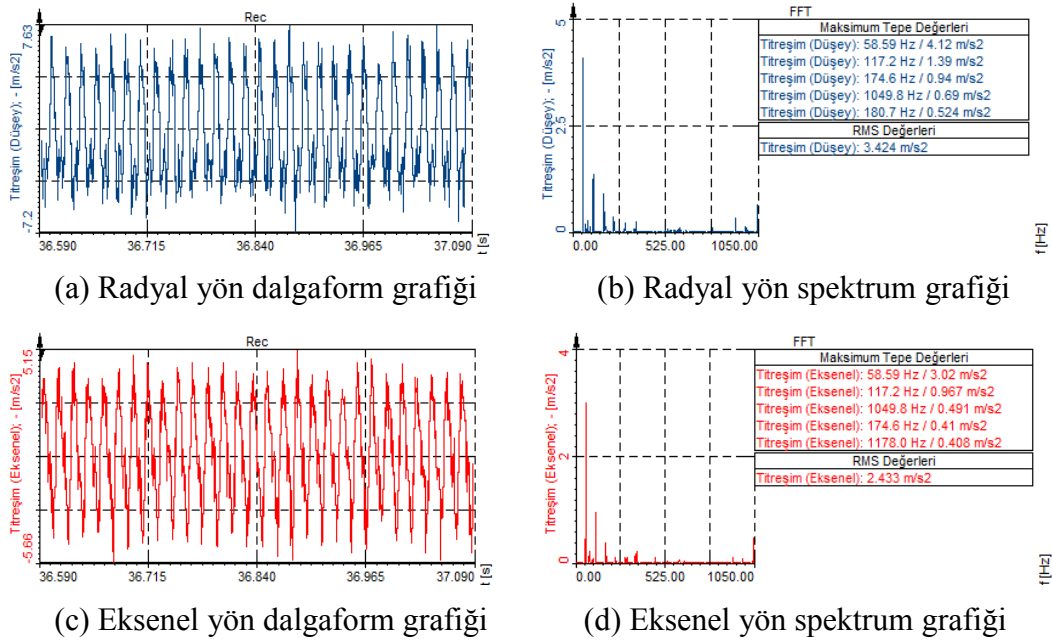 Rec
7.63
Titreşim (Düşey); - [m/s2]
-7.2
36.590 36.715 36.840 36.965 37.090
t [s]
(a) Radyal yön dalgaform grafiği
FFT
5
2.5
0
Titreşim (Düşey); - [m/s2]
0.00 525.00 1050.00
f [Hz]
Maksimum Tepe Değerleri
Titreşim (Düşey): 58.59 Hz / 4.12 m/s2
Titreşim (Düşey): 117.2 Hz / 1.39 m/s2
Titreşim (Düşey): 174.6 Hz / 0.94 m/s2
Titreşim (Düşey): 1049.8 Hz / 0.69 m/s2
Titreşim (Düşey): 180.7 Hz / 0.524 m/s2
RMS Değerleri
Titreşim (Düşey): 3.424 m/s2
(b) Radyal yön spektrum grafiği
Rec
5.15
Titreşim (Eksenel); - [m/s2]
-5.66
36.590 36.715 36.840 36.965 37.090
t [s]
(c) Eksenel yön dalgaform grafiği
FFT
4
2
0
Titreşim (Eksenel); - [m/s2]
0.00 525.00 1050.00
f [Hz]
Maksimum Tepe Değerleri
Titreşim (Eksenel): 58.59 Hz / 3.02 m/s2
Titreşim (Eksenel): 117.2 Hz / 0.967 m/s2
Titreşim (Eksenel): 1049.8 Hz / 0.491 m/s2
Titreşim (Eksenel): 174.6 Hz / 0.41 m/s2
Titreşim (Eksenel): 1178.0 Hz / 0.408 m/s2
RMS Değerleri
Titreşim (Eksenel): 2.433 m/s2
(d) Eksenel yön spektrum grafiği